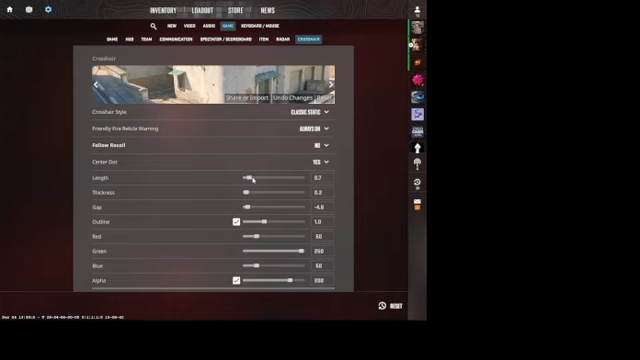 INVENTORY LOADOUT STORE NEWS
NEW VIDEO AUDIO GAME KEYBOARD / MOUSE
GAME HUD TEAM COMMUNICATION SPECTATOR / SCOREBOARD ITEM RADAR CROSSHAIR
Crosshair
Share or Import Undo Changes Reset
Crosshair Style CLASSIC STATIC
Friendly Fire Reticle Warning ALWAYS ON
Follow Recoil NO
Center Dot YES
Length 0.7
Thickness 0.2
Gap
Outline 1.0
Red 50
Green 250
Blue 50
Alpha 200
RESET